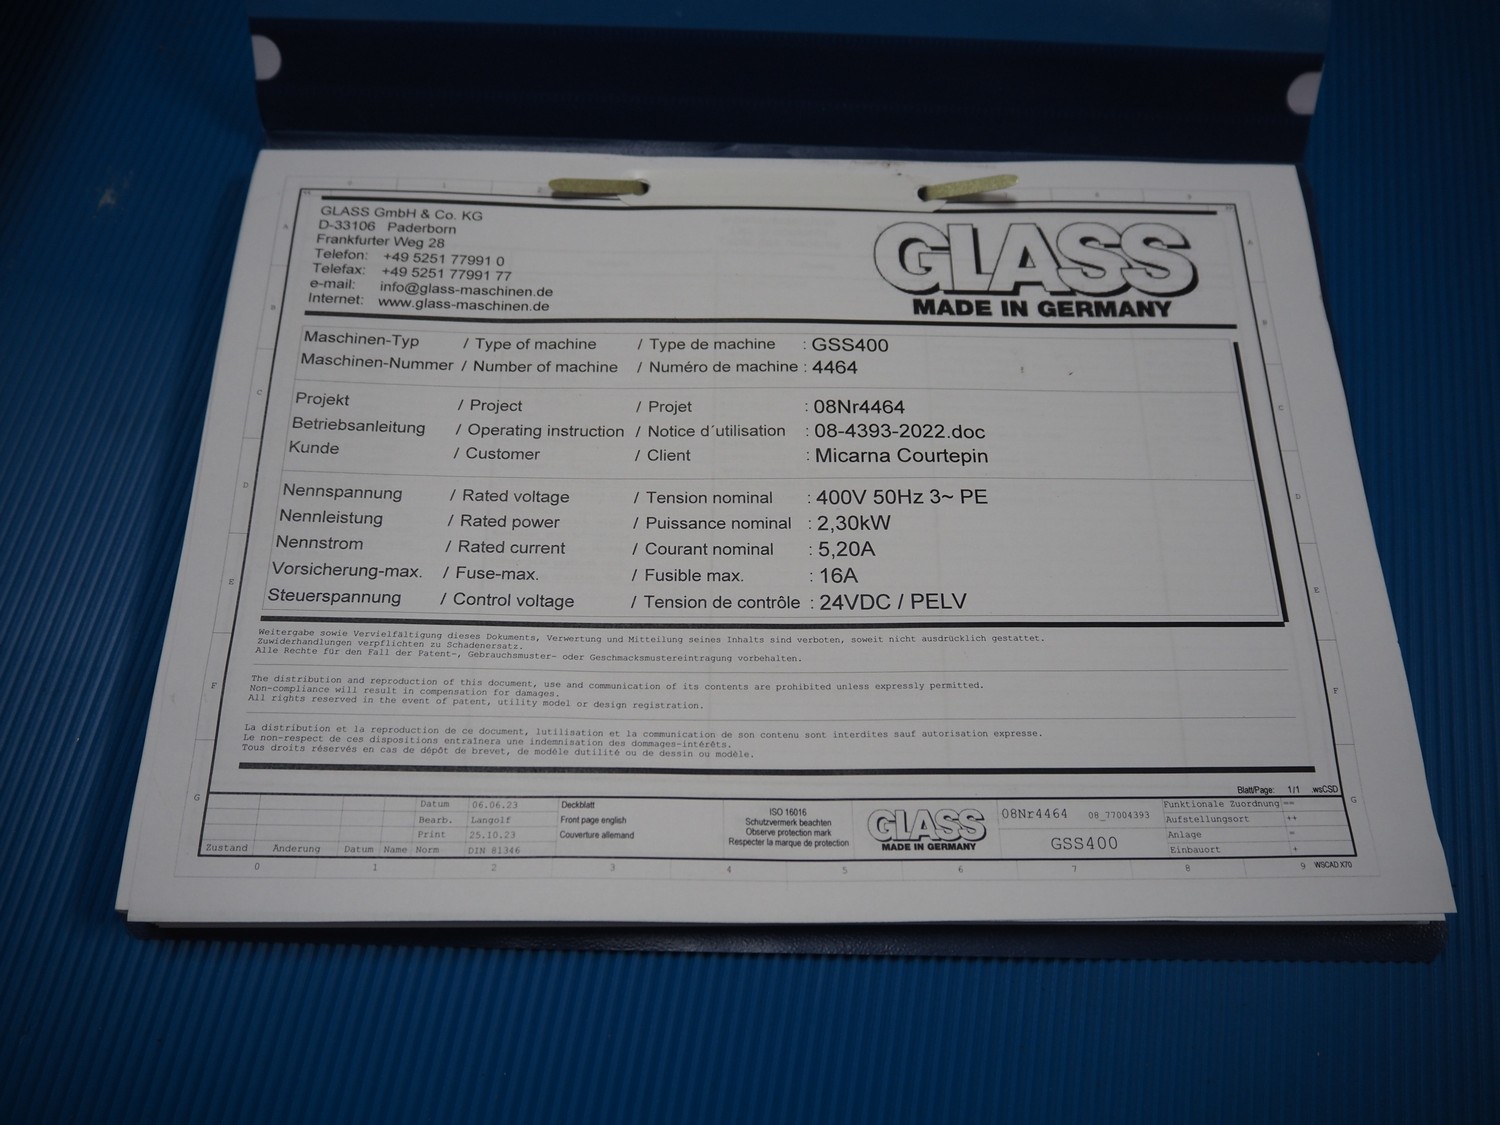 GLASS GmbH & Co. KG
D-33106 Paderborn
Frankfurter Weg 28
Telefon: +49 5251 77991 0
Telefax: +49 5251 77991 77
e-mail: info@glass-maschinen.de
Internet: www.glass-maschinen.de
GLASS
MADE IN GERMANY
Maschinen-Typ / Type of machine / Type de machine : GSS400
Maschinen-Nummer / Number of machine / Numéro de machine : 4464
Projekt / Project / Projet : 08Nr4464
Betriebsanleitung / Operating instruction / Notice d´utilisation : 08-4393-2022.doc
Kunde / Customer / Client : Micarna Courtepin
Nennspannung / Rated voltage / Tension nominal : 400V 50Hz 3~ PE
Nennleistung / Rated power / Puissance nominal : 2,30kW
Nennstrom / Rated current / Courant nominal : 5,20A
Vorsicherung-max. / Fuse-max. / Fusible max. : 16A
Steuerspannung / Control voltage / Tension de contrôle : 24VDC / PELV
Weitergabe sowie Vervielfältigung dieses Dokuments, Verwertung und Mitteilung seines Inhalts sind verboten, soweit nicht ausdrücklich gestattet.
Zuwiderhandlungen verpflichten zu Schadenersatz.
Alle Rechte für den Fall der Patent-, Gebrauchsmuster- oder Geschmacksmustereintragung vorbehalten.
The distribution and reproduction of this document, use and communication of its contents are prohibited unless expressly permitted.
Non-compliance will result in compensation for damages.
All rights reserved in the event of patent, utility model or design registration.
La distribution et la reproduction de ce document, lutilisation et la communication de son contenu sont interdites sauf autorisation expresse.
Le non-respect de ces dispositions entraînera une indemnisation des dommages-intérêts.
Tous droits réservés en cas de dépôt de brevet, de modèle dutilité ou de dessin ou modèle.
Blatt/Page: 1/1 .wsCSD
Datum 06.06.23
Bearb. Langolf
Print 25.10.23
Zustand Änderung Datum Name Norm DIN 81346
Deckblatt
Front page english
Couverture allemand
ISO 16016
Schutzvermerk beachten
Observe protection mark
Respecter la marque de protection
GLASS
MADE IN GERMANY
08Nr4464 08_77004393
GSS400
Funktionale Zuordnung ==
Aufstellungsort ++
Anlage =
Einbauort +
0 1 2 3 4 5 6 7 8 9 WSCAD X70